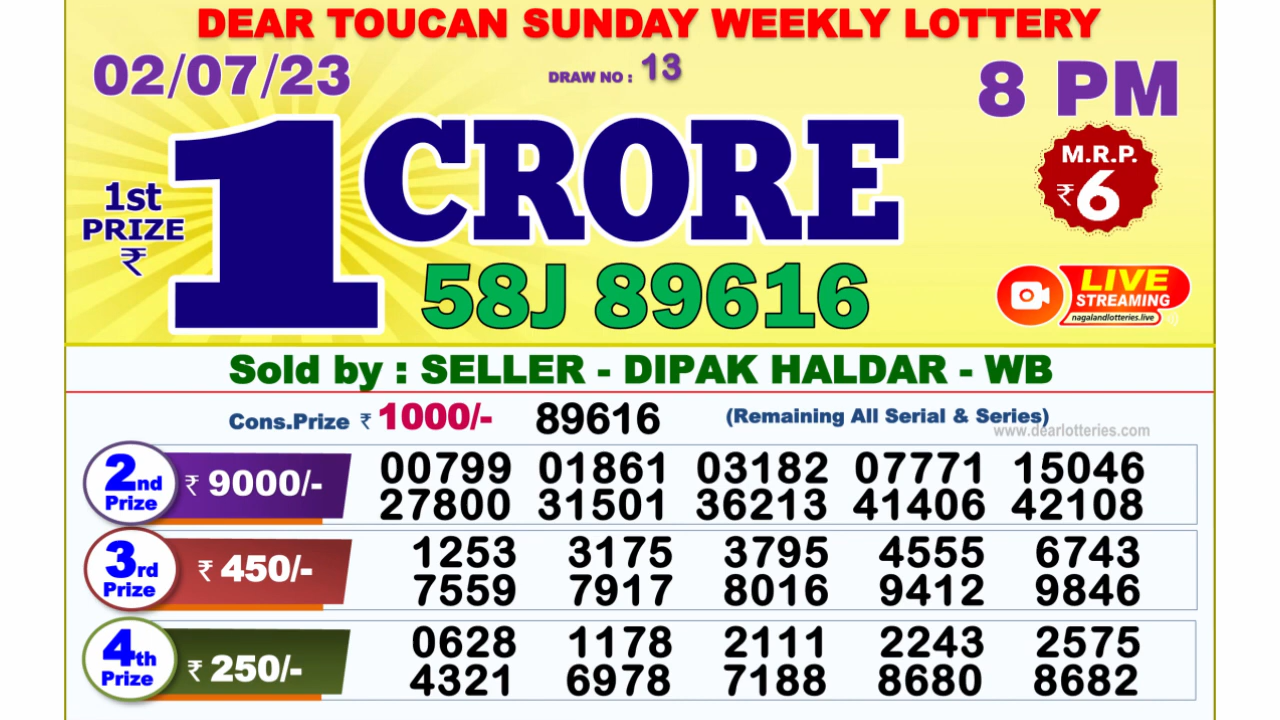 DEAR TOUCAN SUNDAY WEEKLY LOTTERY
02/07/23
DRAW NO : 13
8 PM
1st
PRIZE
₹
1 CRORE
M.R.P.
₹ 6
58J 89616
LIVE
STREAMING
nagalandlotteries.live
Sold by : SELLER - DIPAK HALDAR - WB
Cons.Prize ₹ 1000/- 89616 (Remaining All Serial & Series)
www.dearlotteries.com
2nd Prize ₹ 9000/-
00799 01861 03182 07771 15046
27800 31501 36213 41406 42108
3rd Prize ₹ 450/-
1253 3175 3795 4555 6743
7559 7917 8016 9412 9846
4th Prize ₹ 250/-
0628 1178 2111 2243 2575
4321 6978 7188 8680 8682